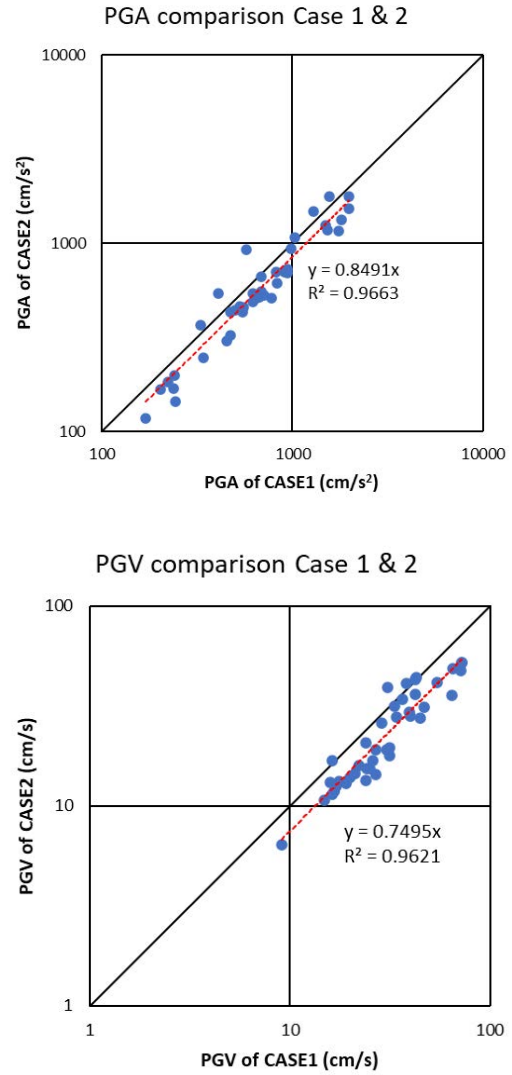 PGA comparison Case 1 & 2
10000
PGA of CASE2 (cm/s²)
1000
y = 0.8491x
R² = 0.9663
100
100 1000 10000
PGA of CASE1 (cm/s²)
PGV comparison Case 1 & 2
100
PGV of CASE2 (cm/s)
10
y = 0.7495x
R² = 0.9621
1
1 10 100
PGV of CASE1 (cm/s)